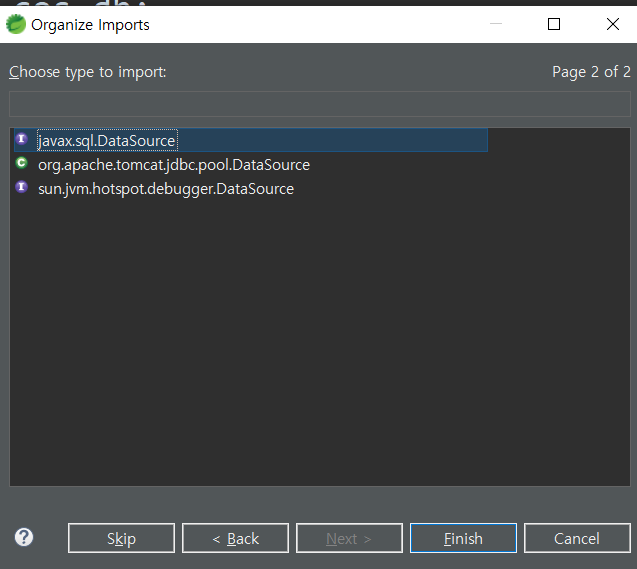 Organize Imports
Choose type to import:
Page 2 of 2
I javax.sql.DataSource
C org.apache.tomcat.jdbc.pool.DataSource
I sun.jvm.hotspot.debugger.DataSource
?
Skip
< Back
Next >
Finish
Cancel